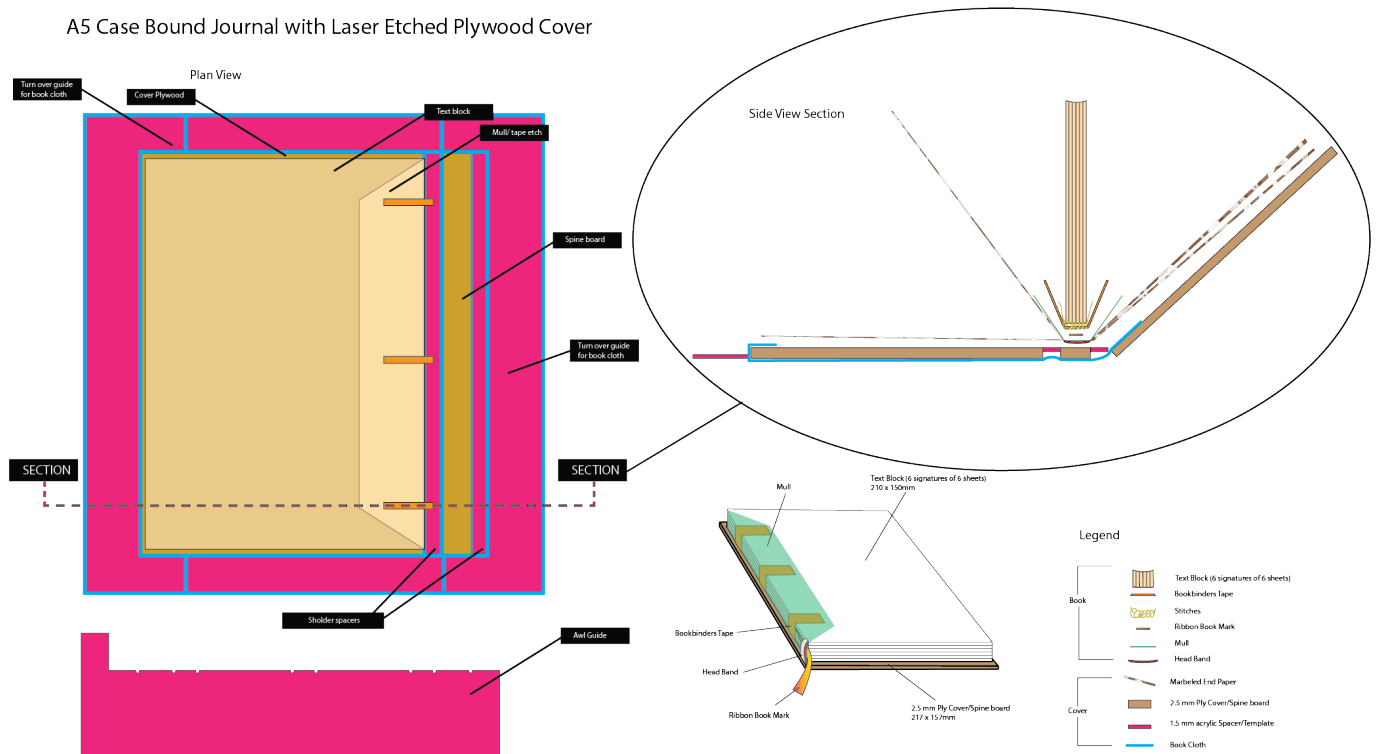 A5 Case Bound Journal with Laser Etched Plywood Cover
Plan View
Turn over guide
for book cloth
Cover Plywood
Text block
Mull/ tape etch
Spine board
Turn over guide
for book cloth
SECTION
SECTION
Sholder spacers
Awl Guide
Side View Section
Mull
Text Block (6 signatures of 6 sheets)
210 x 150mm
Bookbinders Tape
Head Band
Ribbon Book Mark
2.5 mm Ply Cover/Spine board
217 x 157mm
Legend
Book
Text Block (6 signatures of 6 sheets)
Bookbinders Tape
Stitches
Ribbon Book Mark
Mull
Head Band
Cover
Marbeled End Paper
2.5 mm Ply Cover/Spine board
1.5 mm acrylic Spacer/Template
Book Cloth